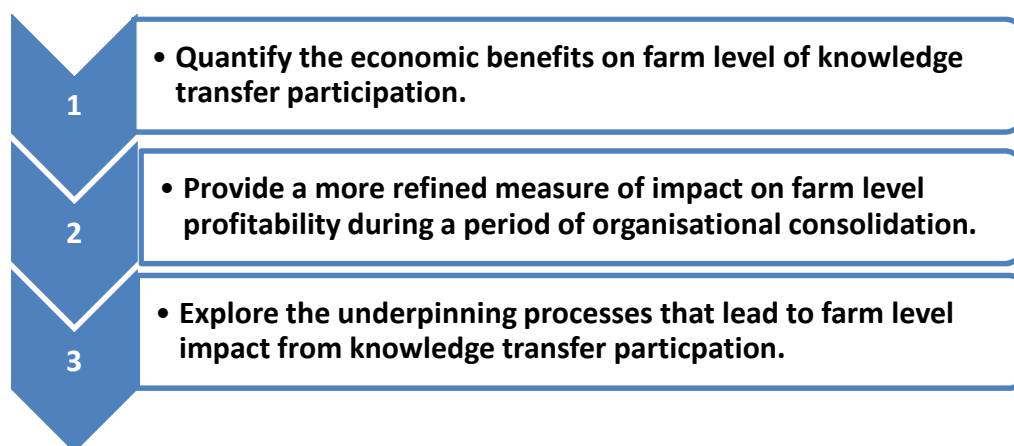 1
• Quantify the economic benefits on farm level of knowledge
transfer participation.
2
• Provide a more refined measure of impact on farm level
profitability during a period of organisational consolidation.
3
• Explore the underpinning processes that lead to farm level
impact from knowledge transfer particpation.